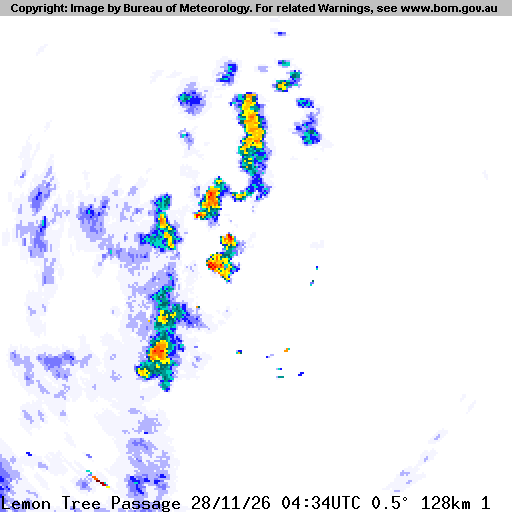 Copyright: Image by Bureau of Meteorology. For related Warnings, see www.bom.gov.au
Lemon Tree Passage 28/11/26 04:34UTC 0.5° 128km 1